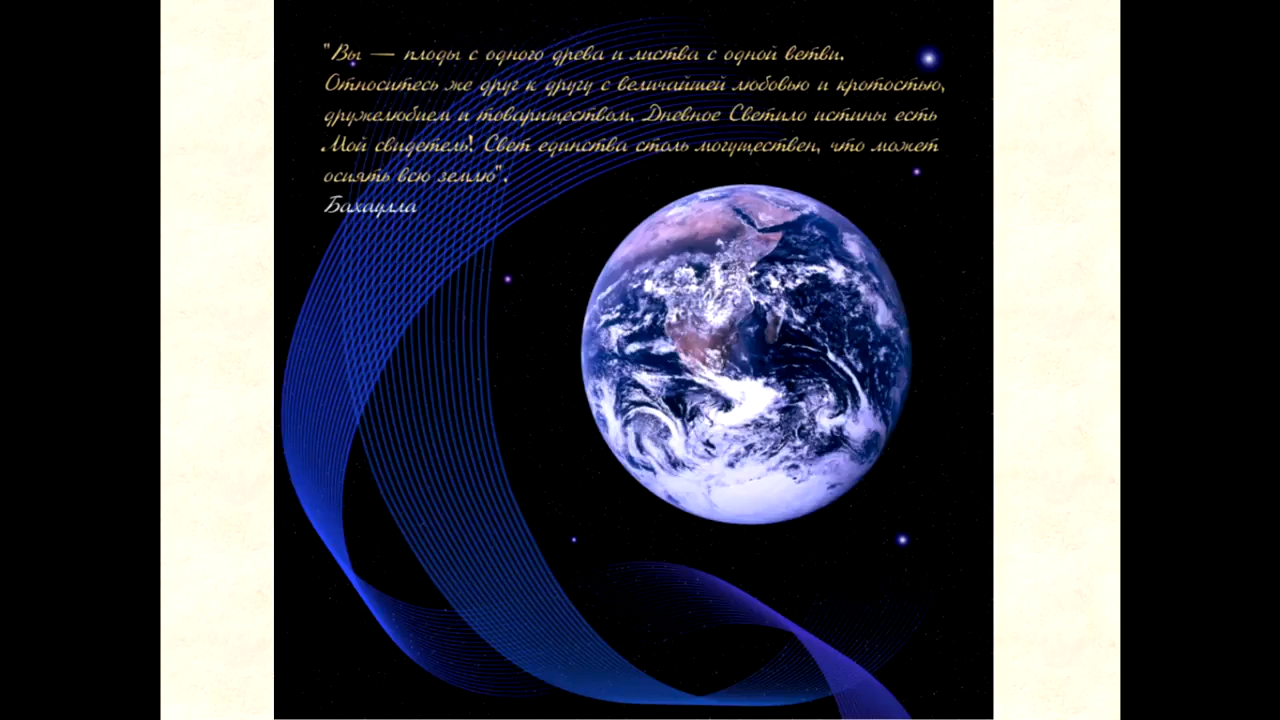 "Вы — плоды с одного древа и листва с одной ветви.
Относитесь же друг к другу с величайшей любовью и кротостью,
дружелюбием и товариществом. Дневное Светило истины есть
Мой свидетель! Свет единства столь могуществен, что может
осиять всю землю".
Бахаулла